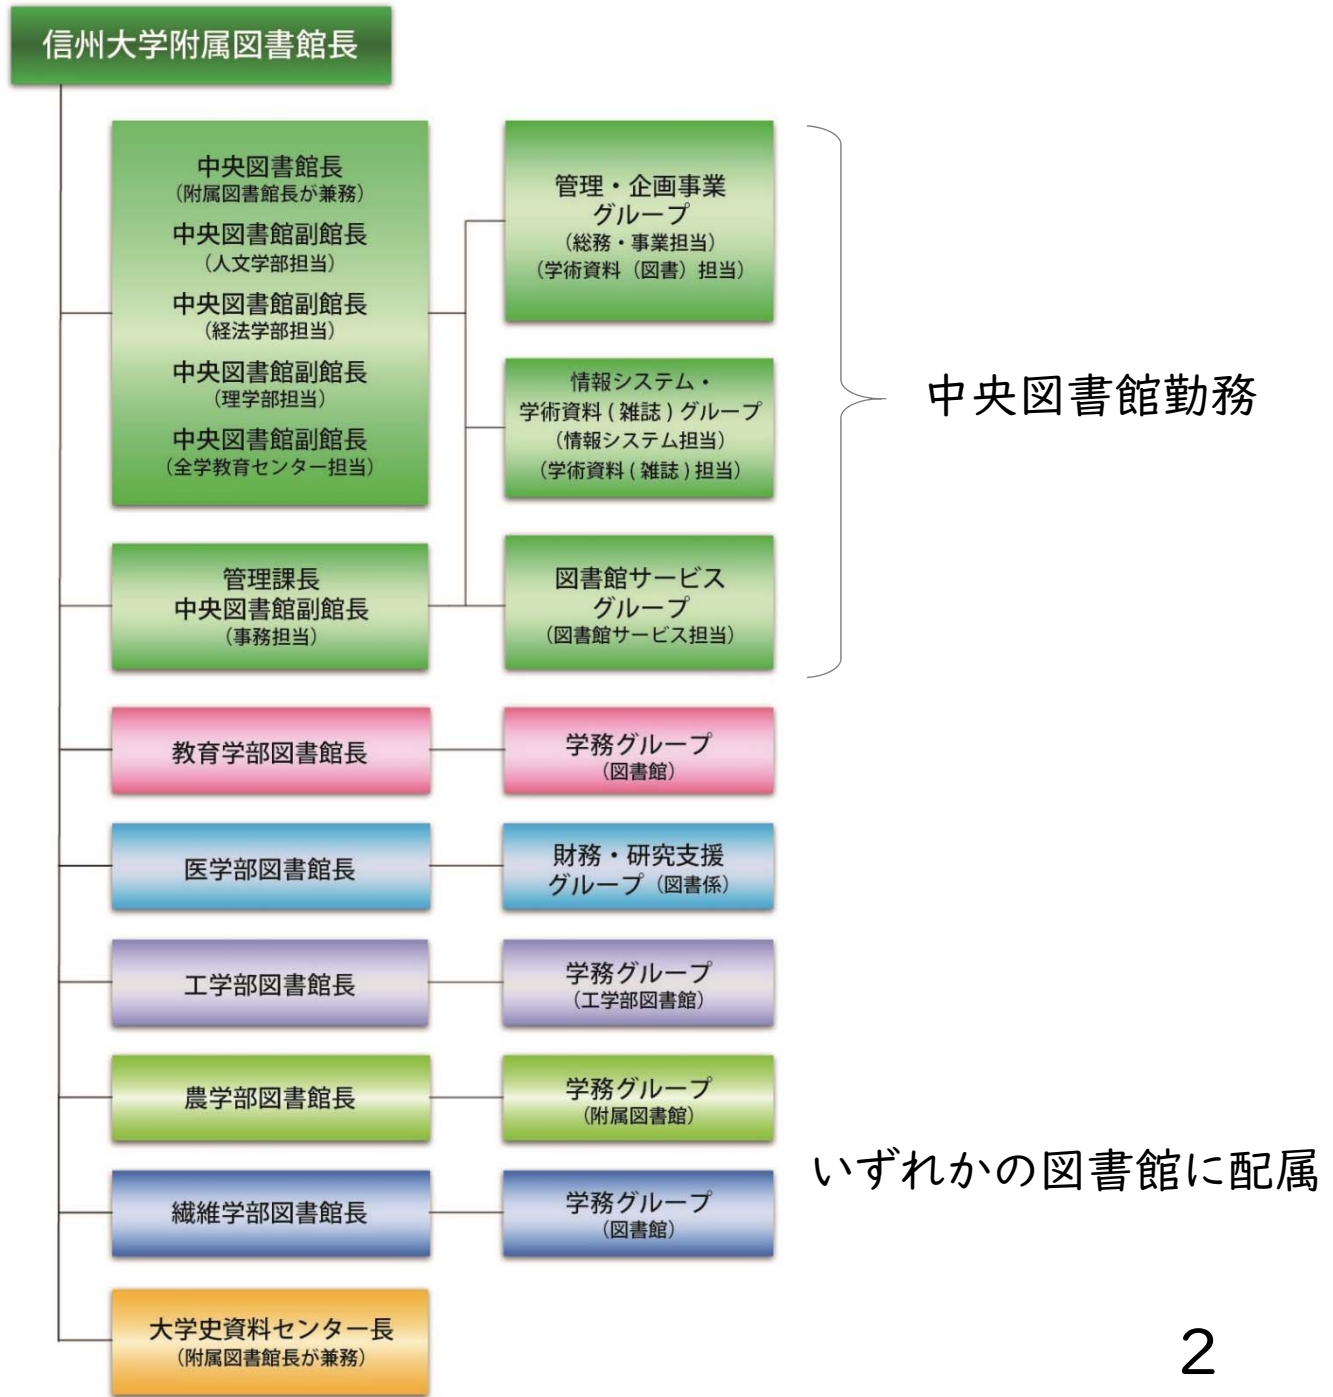 信州大学附属図書館長
中央図書館長
（附属図書館長が兼務）
中央図書館副館長
（人文学部担当）
中央図書館副館長
（経法学部担当）
中央図書館副館長
（理学部担当）
中央図書館副館長
（全学教育センター担当）
管理・企画事業
グループ
（総務・事業担当）
（学術資料（図書）担当）
情報システム・
学術資料 ( 雑誌 ) グループ
（情報システム担当）
（学術資料 ( 雑誌 ) 担当）
中央図書館勤務
管理課長
中央図書館副館長
（事務担当）
図書館サービス
グループ
（図書館サービス担当）
教育学部図書館長
学務グループ
（図書館）
医学部図書館長
財務・研究支援
グループ（図書係）
工学部図書館長
学務グループ
（工学部図書館）
農学部図書館長
学務グループ
（附属図書館）
いずれかの図書館に配属
繊維学部図書館長
学務グループ
（図書館）
大学史資料センター長
（附属図書館長が兼務）
2